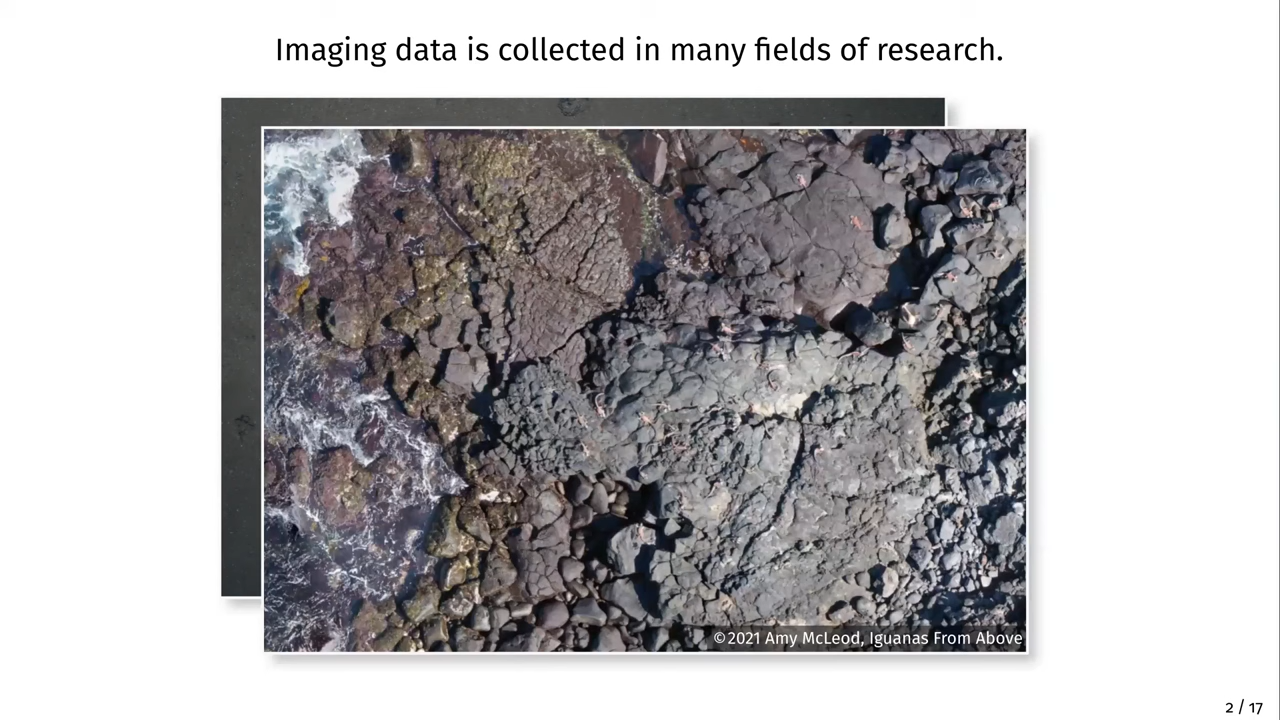 Imaging data is collected in many fields of research.
©2021 Amy McLeod, Iguanas From Above
2 / 17